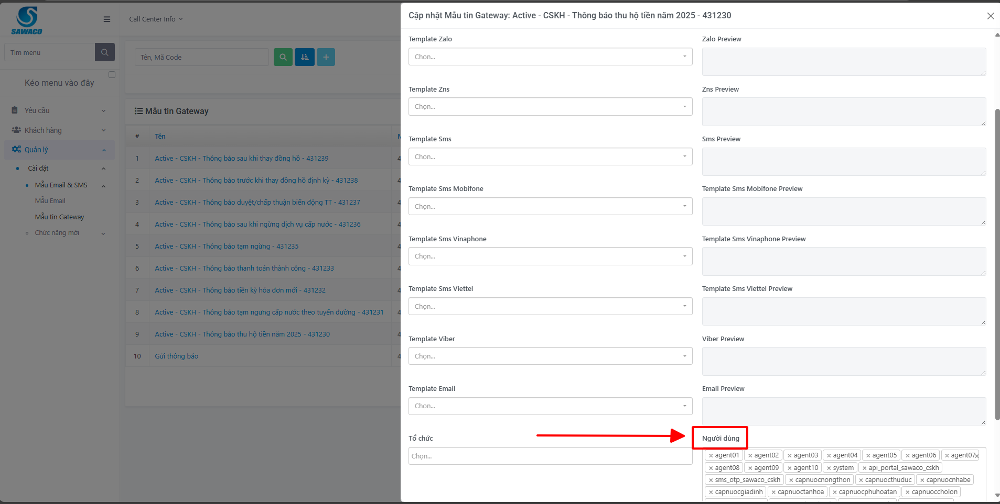 SAWACO
Call Center Info
Tìm menu
Kéo menu vào đây
Yêu cầu
Khách hàng
Quản lý
Cài đặt
Mẫu Email & SMS
Mẫu Email
Mẫu tin Gateway
Chức năng mới
Tên, Mã Code
Mẫu tin Gateway
# Tên
1 Active - CSKH - Thông báo sau khi thay đồng hồ - 431239 4
2 Active - CSKH - Thông báo trước khi thay đồng hồ định kỳ - 431238 4
3 Active - CSKH - Thông báo duyệt/chấp thuận biến động TT - 431237 4
4 Active - CSKH - Thông báo sau khi ngừng dịch vụ cấp nước - 431236 4
5 Active - CSKH - Thông báo tạm ngừng - 431235 4
6 Active - CSKH - Thông báo thanh toán thành công - 431233 4
7 Active - CSKH - Thông báo tiền kỳ hóa đơn mới - 431232 4
8 Active - CSKH - Thông báo tạm ngưng cấp nước theo tuyến đường - 431231 4
9 Active - CSKH - Thông báo thu hộ tiền năm 2025 - 431230 4
10 Gửi thông báo 4
Cập nhật Mẫu tin Gateway: Active - CSKH - Thông báo thu hộ tiền năm 2025 - 431230
Template Zalo Zalo Preview
Chọn...
Template Zns Zns Preview
Chọn...
Template Sms Sms Preview
Chọn...
Template Sms Mobifone Template Sms Mobifone Preview
Chọn...
Template Sms Vinaphone Template Sms Vinaphone Preview
Chọn...
Template Sms Viettel Template Sms Viettel Preview
Chọn...
Template Viber Viber Preview
Chọn...
Template Email Email Preview
Chọn...
Tổ chức Người dùng
Chọn...
× agent01 × agent02 × agent03 × agent04 × agent05 × agent06 × agent07 ×
× agent08 × agent09 × agent10 × system × api_portal_sawaco_cskh
× sms_otp_sawaco_cskh × capnuocnongthon × capnuocthuduc × capnuocnhabe
× capnuocgiadinh × capnuoctanhoa × capnuocphuhoatan × capnuoccholon